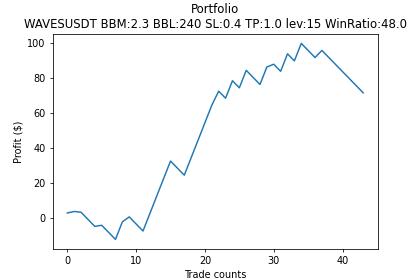 Portfolio
WAVESUSDT BBM:2.3 BBL:240 SL:0.4 TP:1.0 lev:15 WinRatio:48.0
100
80
60
40
20
0
Profit ($)
0 10 20 30 40
Trade counts